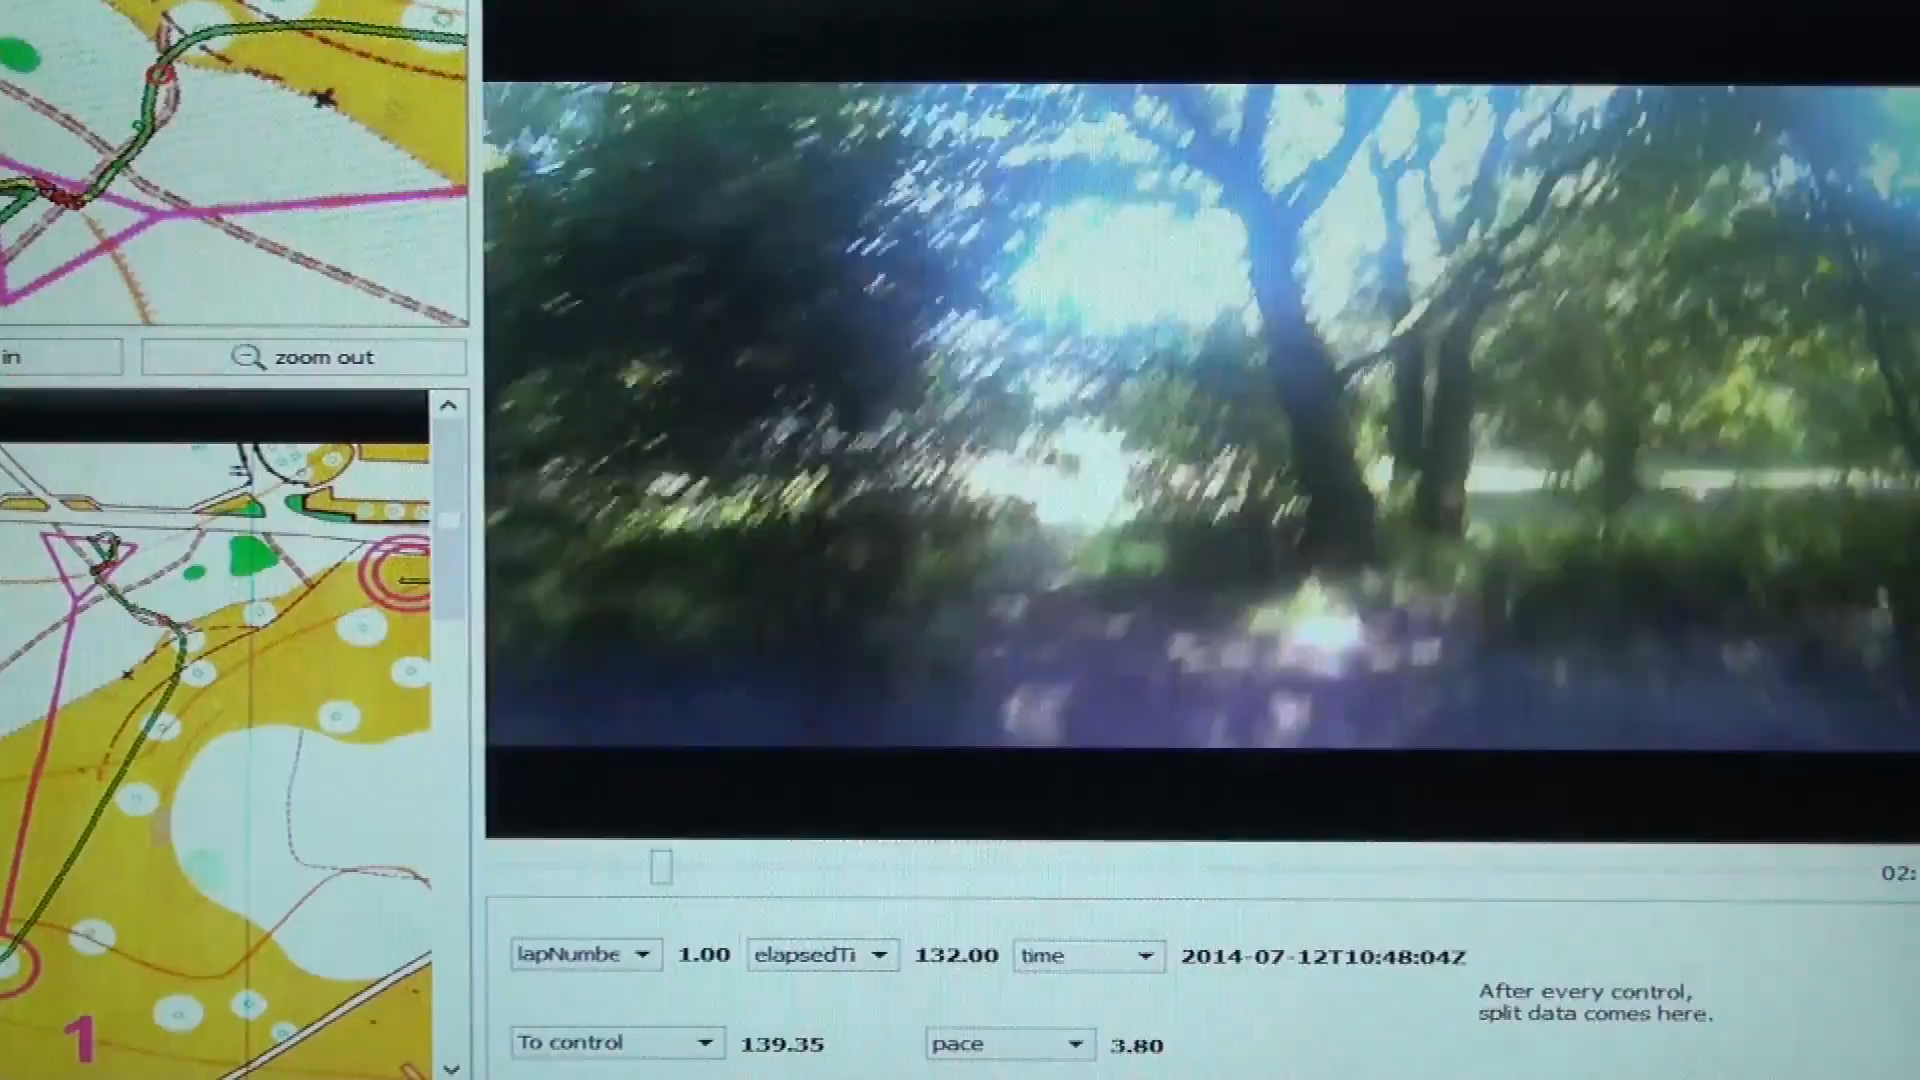 in
zoom out
1
02:
lapNumbe 1.00 elapsedTi 132.00 time 2014-07-12T10:48:04Z
After every control,
split data comes here.
To control 139.35 pace 3.80